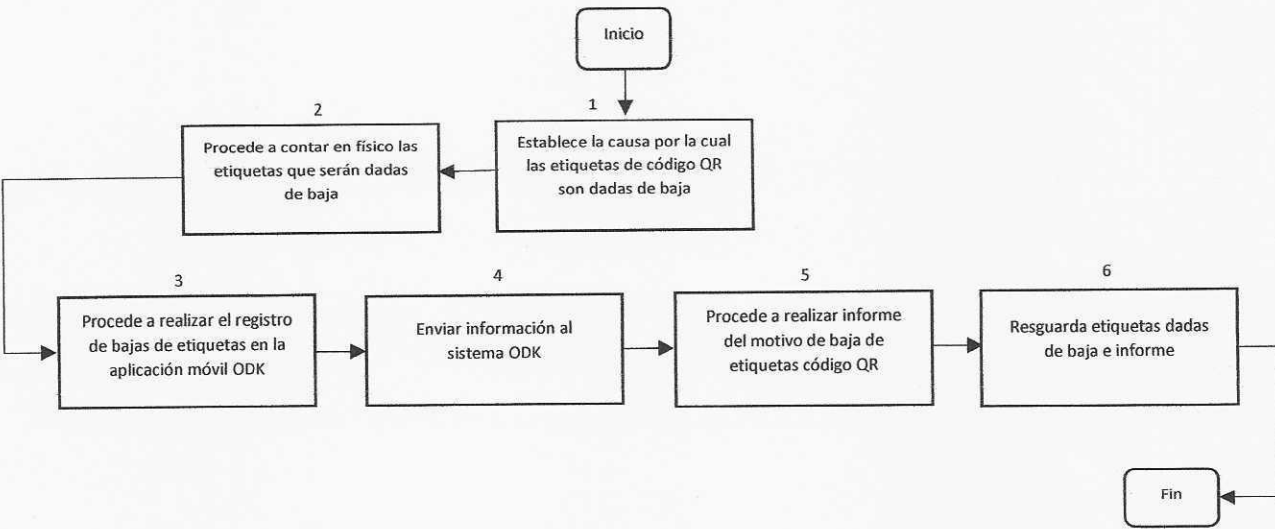 Inicio
1
Establece la causa por la cual
las etiquetas de código QR
son dadas de baja
2
Procede a contar en físico las
etiquetas que serán dadas
de baja
3
Procede a realizar el registro
de bajas de etiquetas en la
aplicación móvil ODK
4
Enviar información al
sistema ODK
5
Procede a realizar informe
del motivo de baja de
etiquetas código QR
6
Resguarda etiquetas dadas
de baja e informe
Fin